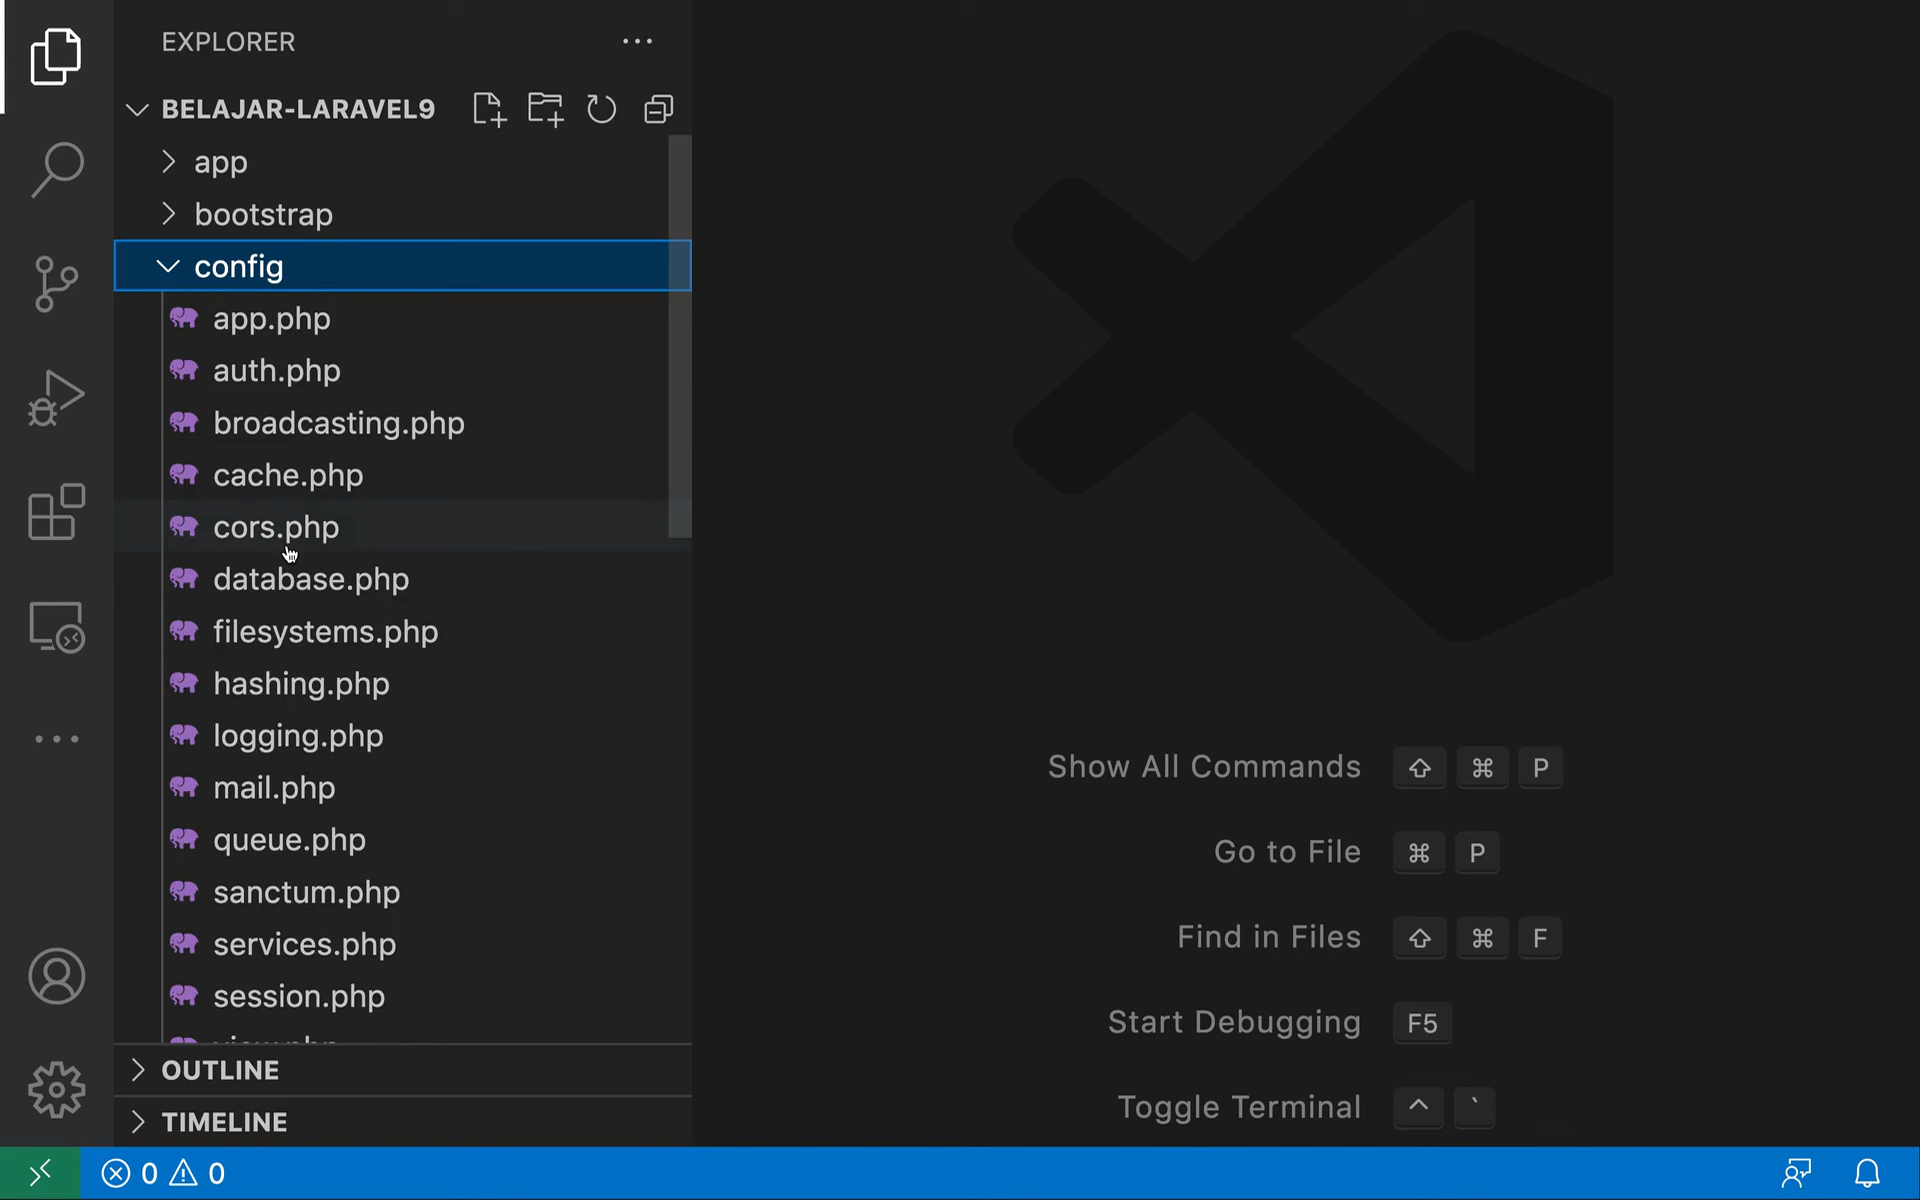 EXPLORER
BELAJAR-LARAVEL9
app
bootstrap
config
app.php
auth.php
broadcasting.php
cache.php
cors.php
database.php
filesystems.php
hashing.php
logging.php
mail.php
queue.php
sanctum.php
services.php
session.php
view.php
OUTLINE
TIMELINE
Show All Commands ⇧ ⌘ P
Go to File ⌘ P
Find in Files ⇧ ⌘ F
Start Debugging F5
Toggle Terminal ^ `
0 0